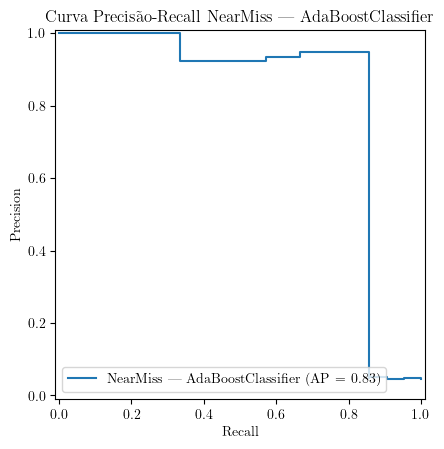 Curva Precisão-Recall NearMiss — AdaBoostClassifier
1.0
0.8
0.6
0.4
0.2
0.0
Precision
NearMiss — AdaBoostClassifier (AP = 0.83)
0.0 0.2 0.4 0.6 0.8 1.0
Recall